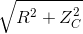 √(R² + Z_C²)